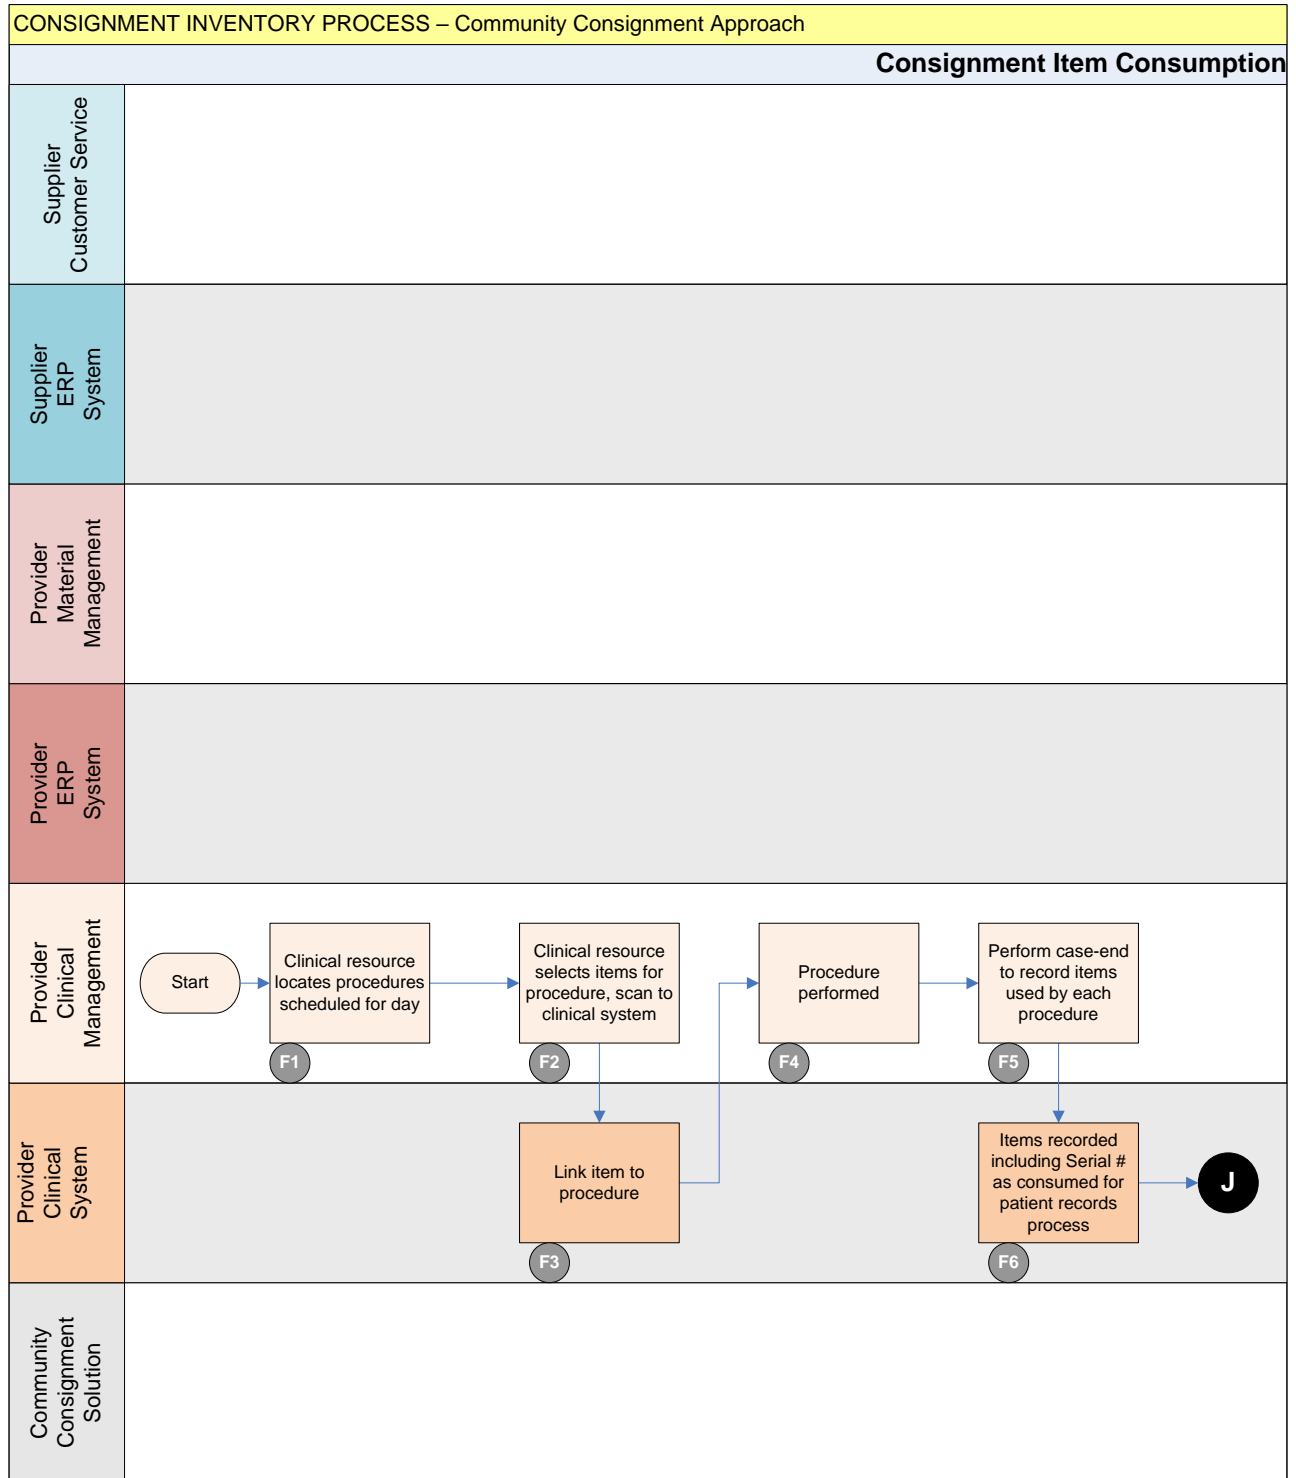 CONSIGNMENT INVENTORY PROCESS – Community Consignment Approach
Consignment Item Consumption
Supplier
Customer Service
Supplier
ERP
System
Provider
Material
Management
Provider
ERP
System
Provider
Clinical
Management
Start
Clinical resource
locates procedures
scheduled for day
F1
Clinical resource
selects items for
procedure, scan to
clinical system
F2
Procedure
performed
F4
Perform case-end
to record items
used by each
procedure
F5
Provider
Clinical
System
Link item to
procedure
F3
Items recorded
including Serial #
as consumed for
patient records
process
F6
J
Community
Consignment
Solution